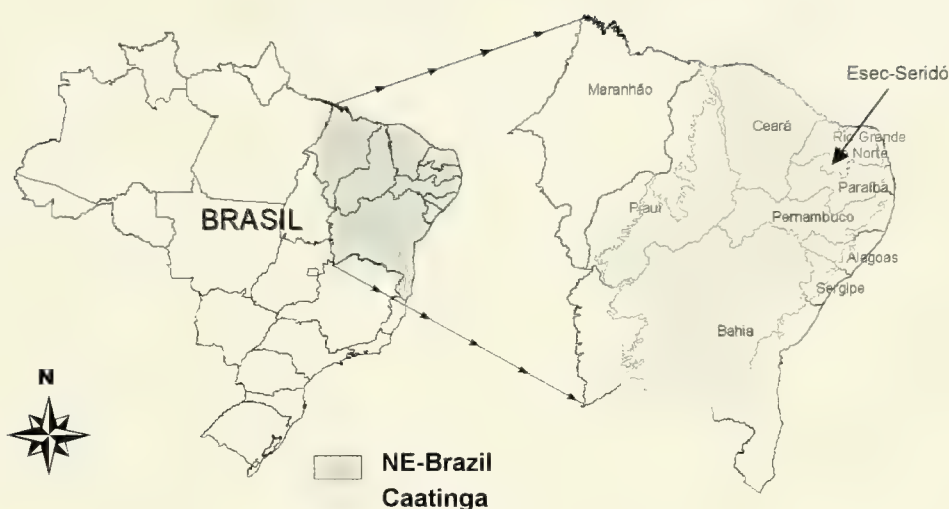 Esec-Seridó
Maranhão
Ceará
Rio Grande
Norte
Paraíba
Piauí
Pernambuco
Alagoas
Sergipe
Bahia
BRASIL
N
NE-Brazil
Caatinga